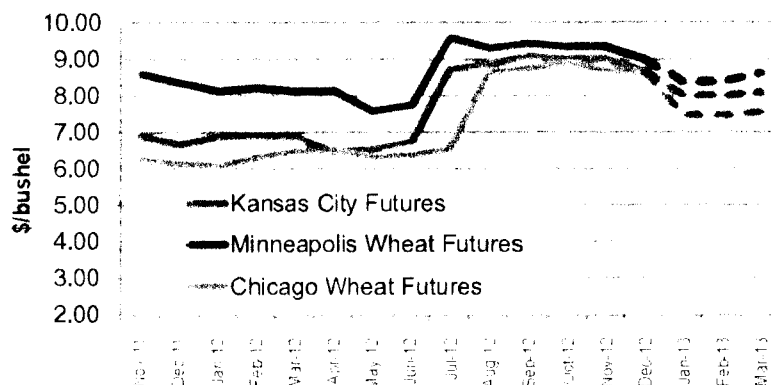 10.00
9.00
8.00
7.00
6.00
5.00
4.00
3.00
2.00
$/bushel
Kansas City Futures
Minneapolis Wheat Futures
Chicago Wheat Futures
Nov-11 Dec-11 Jan-12 Feb-12 Mar-12 Apr-12 May-12 Jun-12 Jul-12 Aug-12 Sep-12 Oct-12 Nov-12 Dec-12 Jan-13 Feb-13 Mar-13